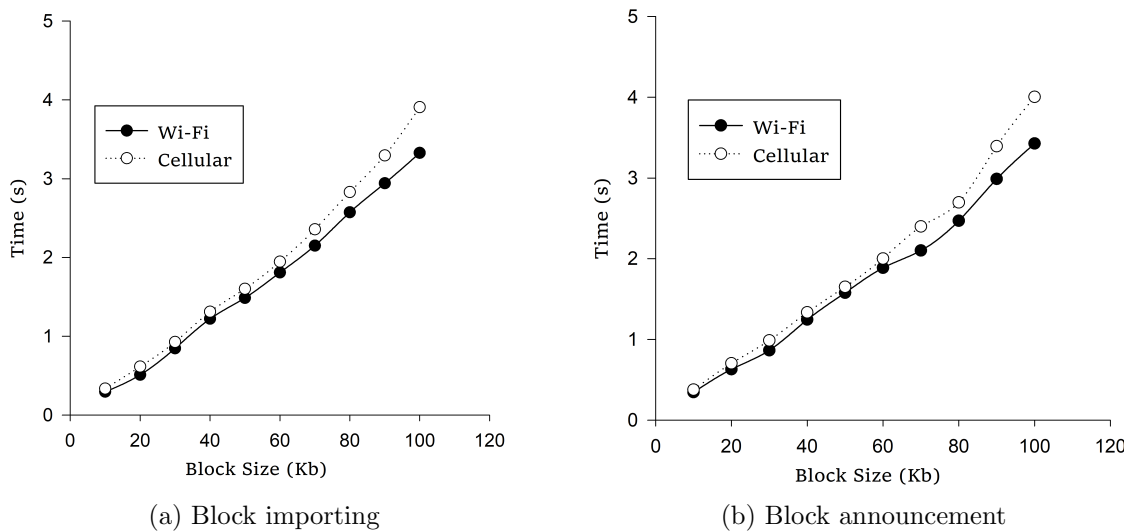 5
4
3
2
1
0
Time (s)
Wi-Fi
Cellular
0 20 40 60 80 100 120
Block Size (Kb)
(a) Block importing
5
4
3
2
1
0
Time (s)
Wi-Fi
Cellular
0 20 40 60 80 100 120
Block Size (Kb)
(b) Block announcement